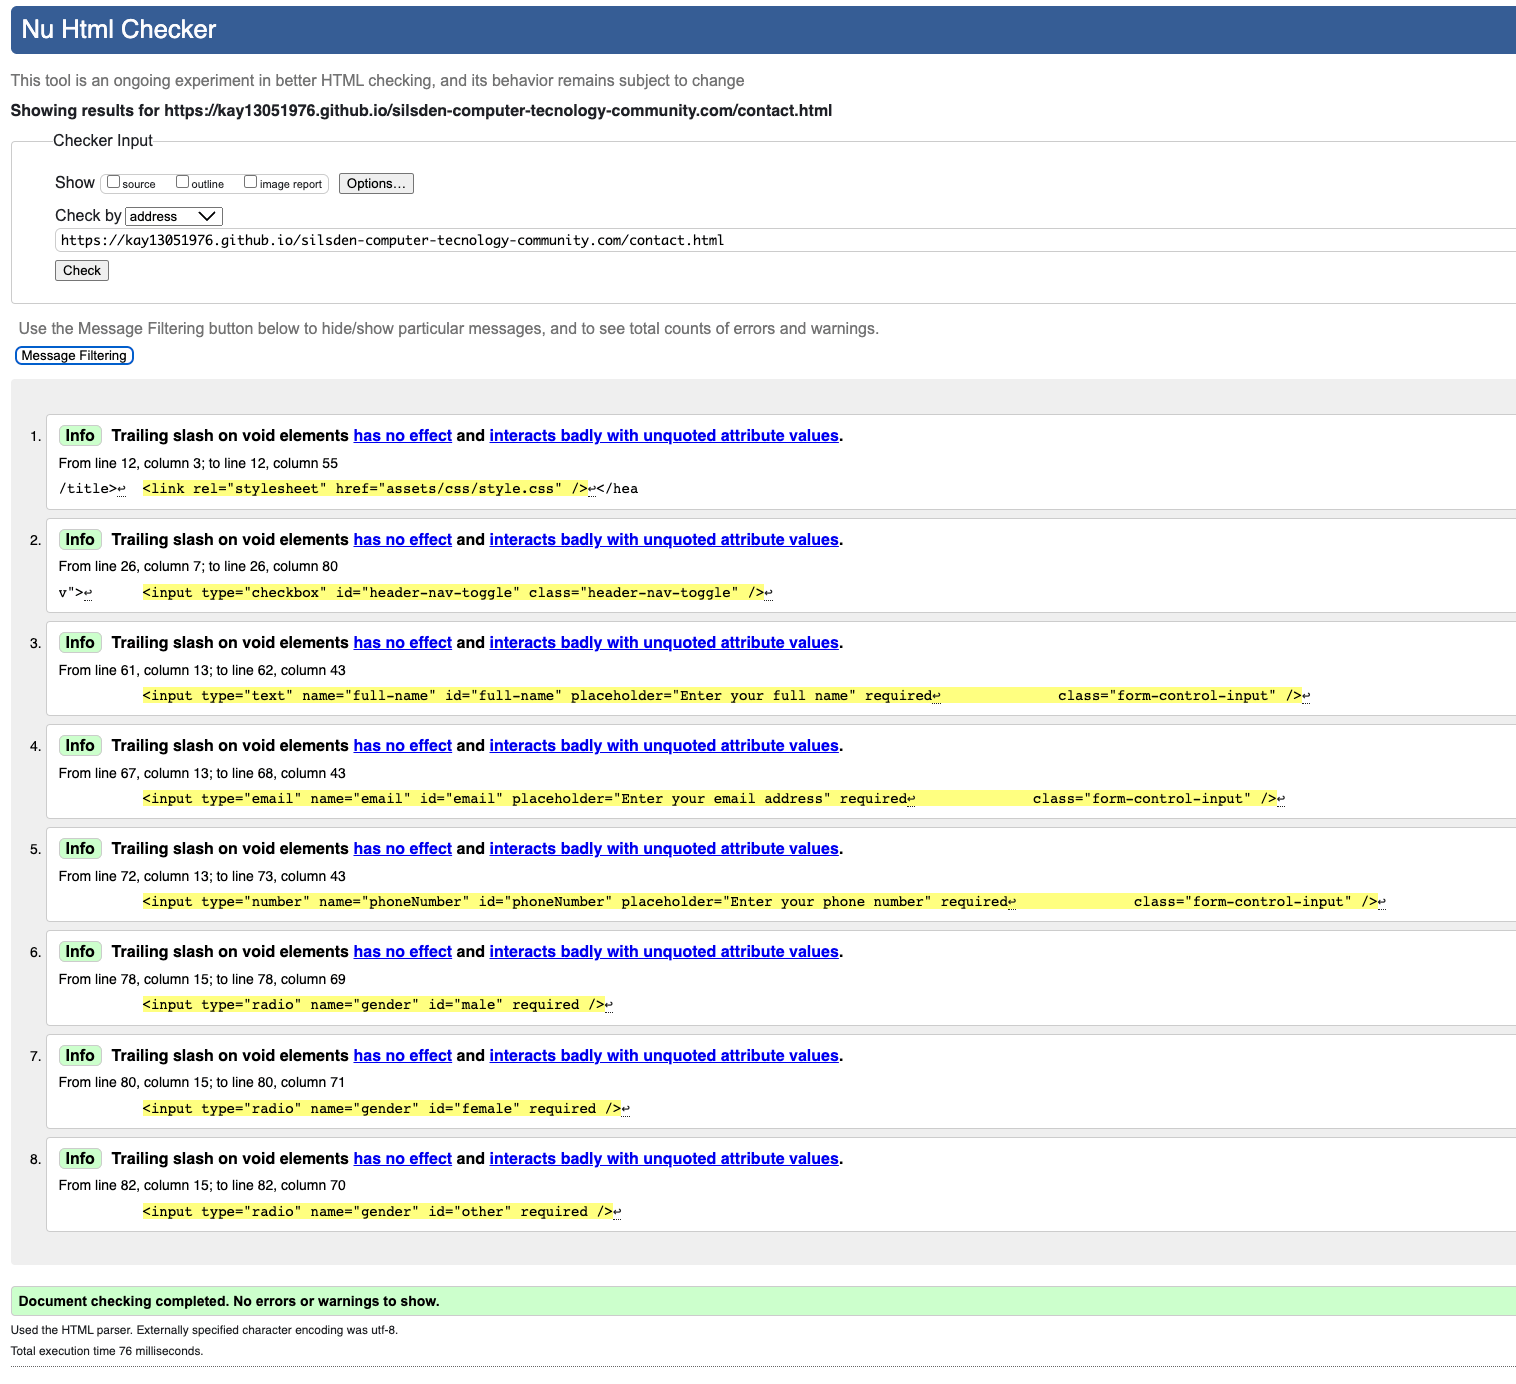 Nu Html Checker
This tool is an ongoing experiment in better HTML checking, and its behavior remains subject to change
Showing results for https://kay13051976.github.io/silsden-computer-tecnology-community.com/contact.html
Checker Input
Show source outline image report Options...
Check by address
https://kay13051976.github.io/silsden-computer-tecnology-community.com/contact.html
Check
Use the Message Filtering button below to hide/show particular messages, and to see total counts of errors and warnings.
Message Filtering
1. Info Trailing slash on void elements has no effect and interacts badly with unquoted attribute values.
From line 12, column 3; to line 12, column 55
/title>↩ <link rel="stylesheet" href="assets/css/style.css" />↩</hea
2. Info Trailing slash on void elements has no effect and interacts badly with unquoted attribute values.
From line 26, column 7; to line 26, column 80
v">↩ <input type="checkbox" id="header-nav-toggle" class="header-nav-toggle" />↩
3. Info Trailing slash on void elements has no effect and interacts badly with unquoted attribute values.
From line 61, column 13; to line 62, column 43
<input type="text" name="full-name" id="full-name" placeholder="Enter your full name" required↩ class="form-control-input" />↩
4. Info Trailing slash on void elements has no effect and interacts badly with unquoted attribute values.
From line 67, column 13; to line 68, column 43
<input type="email" name="email" id="email" placeholder="Enter your email address" required↩ class="form-control-input" />↩
5. Info Trailing slash on void elements has no effect and interacts badly with unquoted attribute values.
From line 72, column 13; to line 73, column 43
<input type="number" name="phoneNumber" id="phoneNumber" placeholder="Enter your phone number" required↩ class="form-control-input" />↩
6. Info Trailing slash on void elements has no effect and interacts badly with unquoted attribute values.
From line 78, column 15; to line 78, column 69
<input type="radio" name="gender" id="male" required />↩
7. Info Trailing slash on void elements has no effect and interacts badly with unquoted attribute values.
From line 80, column 15; to line 80, column 71
<input type="radio" name="gender" id="female" required />↩
8. Info Trailing slash on void elements has no effect and interacts badly with unquoted attribute values.
From line 82, column 15; to line 82, column 70
<input type="radio" name="gender" id="other" required />↩
Document checking completed. No errors or warnings to show.
Used the HTML parser. Externally specified character encoding was utf-8.
Total execution time 76 milliseconds.